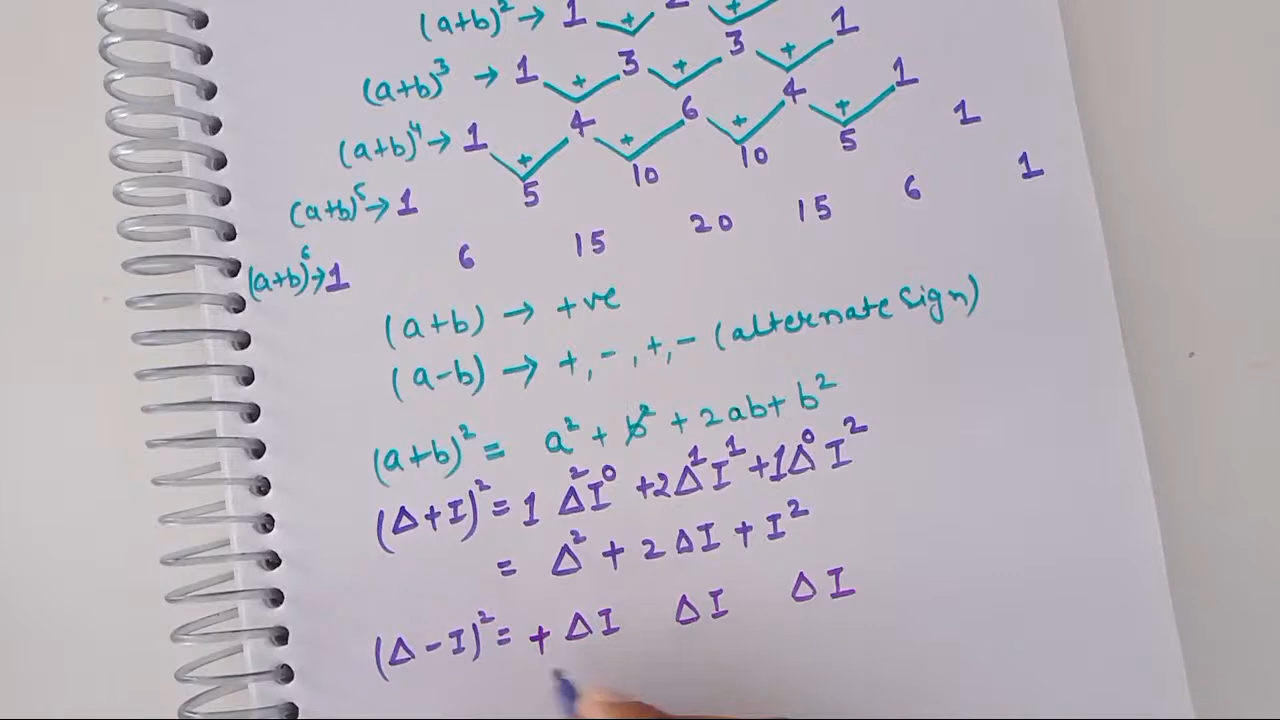 (a+b)² → 1 + 2 +
(a+b)³ → 1 + 3 + 3 + 1
(a+b)⁴ → 1 + 4 + 6 + 4 + 1
(a+b)⁵ → 1 5 10 10 5 1
(a+b)⁶ → 1 6 15 20 15 6 1
(a+b) → +ve
(a-b) → +, -, +, - (alternate sign)
(a+b)² = a² + b² + 2ab + b²
(Δ+I)² = 1 Δ²I⁰ + 2Δ¹I¹ + 1Δ⁰I²
= Δ² + 2ΔI + I²
(Δ-I)² = + ΔI ΔI ΔI